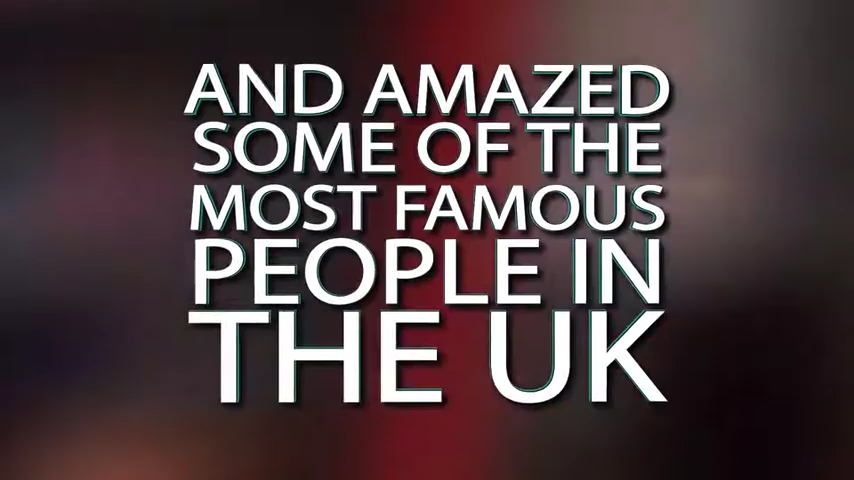 AND AMAZED
SOME OF THE
MOST FAMOUS
PEOPLE IN
THE UK